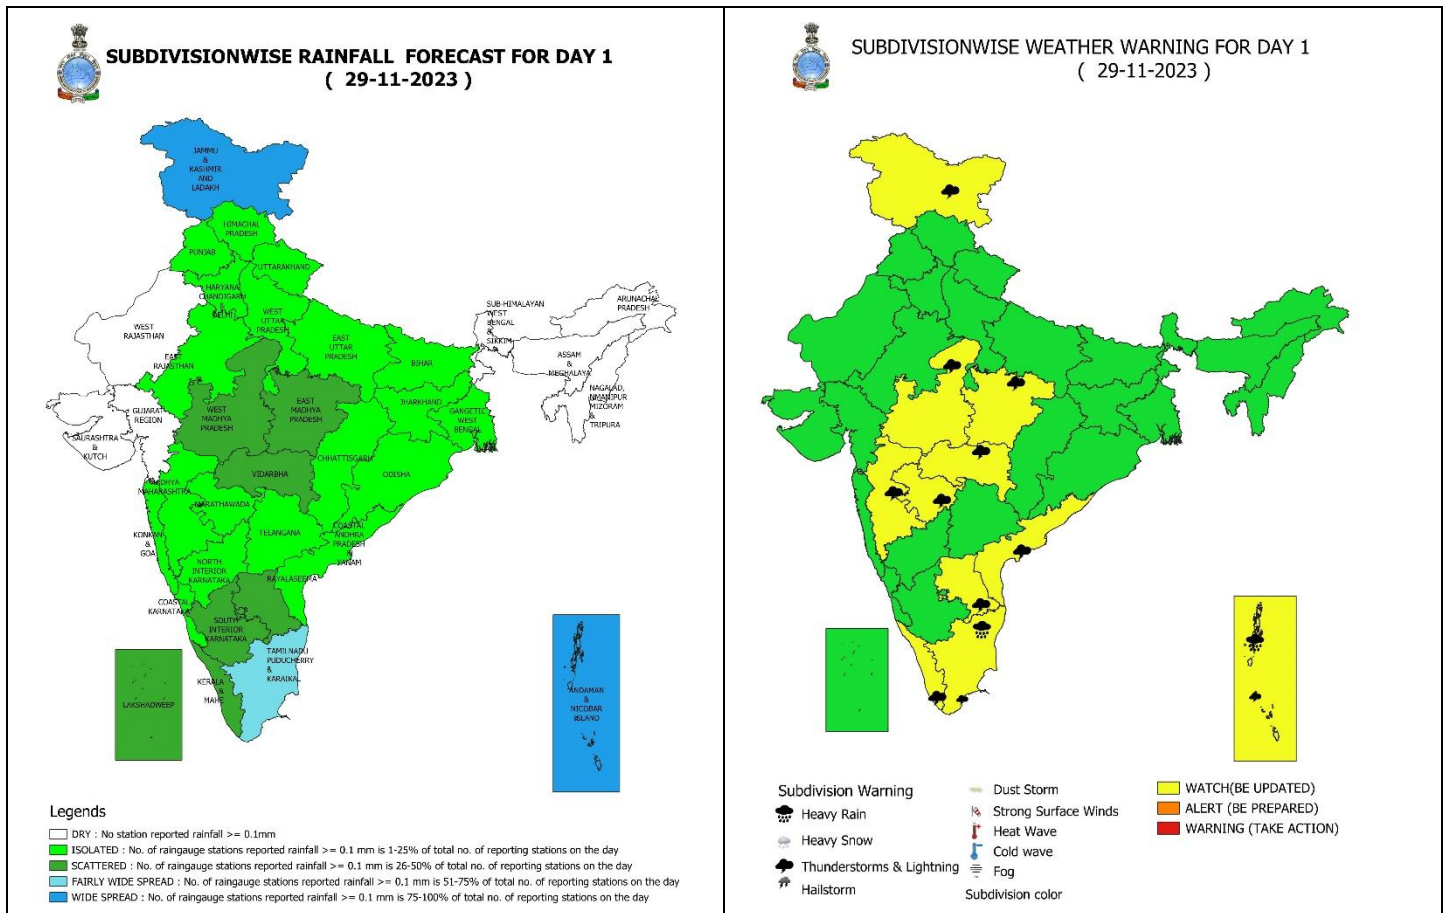 SUBDIVISIONWISE RAINFALL FORECAST FOR DAY 1
( 29-11-2023 )
JAMMU
&
KASHMIR
AND
LADAKH
HIMACHAL
PRADESH
PUNJAB
UTTARAKHAND
HARYANA
CHANDIGARH
&
DELHI
WEST
UTTAR
PRADESH
WEST
RAJASTHAN
EAST
RAJASTHAN
EAST
UTTAR
PRADESH
BIHAR
SUB-HIMALAYAN
WEST
BENGAL
&
SIKKIM
ARUNACHAL
PRADESH
ASSAM
&
MEGHALAYA
NAGALAD,
MANIPUR
MIZORAM
&
TRIPURA
GUJARAT
REGION
SAURASHTRA
&
KUTCH
WEST
MADHYA
PRADESH
EAST
MADHYA
PRADESH
JHARKHAND
GANGETIC
WEST
BENGAL
CHHATTISGARH
ODISHA
VIDARBHA
MADHYA
MAHARASHTRA
MARATHAWADA
KONKAN
&
GOA
TELANGANA
COASTAL
ANDHRA
PRADESH
&
YANAM
NORTH
INTERIOR
KARNATAKA
RAYALASEEMA
COASTAL
KARNATAKA
SOUTH
INTERIOR
KARNATAKA
TAMILNADU
PUDUCHERRY
&
KARAIKAL
KERALA
&
MAHE
LAKSHADWEEP
ANDAMAN
&
NICOBAR
ISLAND
Legends
DRY : No station reported rainfall >= 0.1mm
ISOLATED : No. of raingauge stations reported rainfall >= 0.1 mm is 1-25% of total no. of reporting stations on the day
SCATTERED : No. of raingauge stations reported rainfall >= 0.1 mm is 26-50% of total no. of reporting stations on the day
FAIRLY WIDE SPREAD : No. of raingauge stations reported rainfall >= 0.1 mm is 51-75% of total no. of reporting stations on the day
WIDE SPREAD : No. of raingauge stations reported rainfall >= 0.1 mm is 75-100% of total no. of reporting stations on the day
SUBDIVISIONWISE WEATHER WARNING FOR DAY 1
( 29-11-2023 )
Subdivision Warning
Heavy Rain
Heavy Snow
Thunderstorms & Lightning
Hailstorm
Dust Storm
Strong Surface Winds
Heat Wave
Cold wave
Fog
Subdivision color
WATCH(BE UPDATED)
ALERT (BE PREPARED)
WARNING (TAKE ACTION)